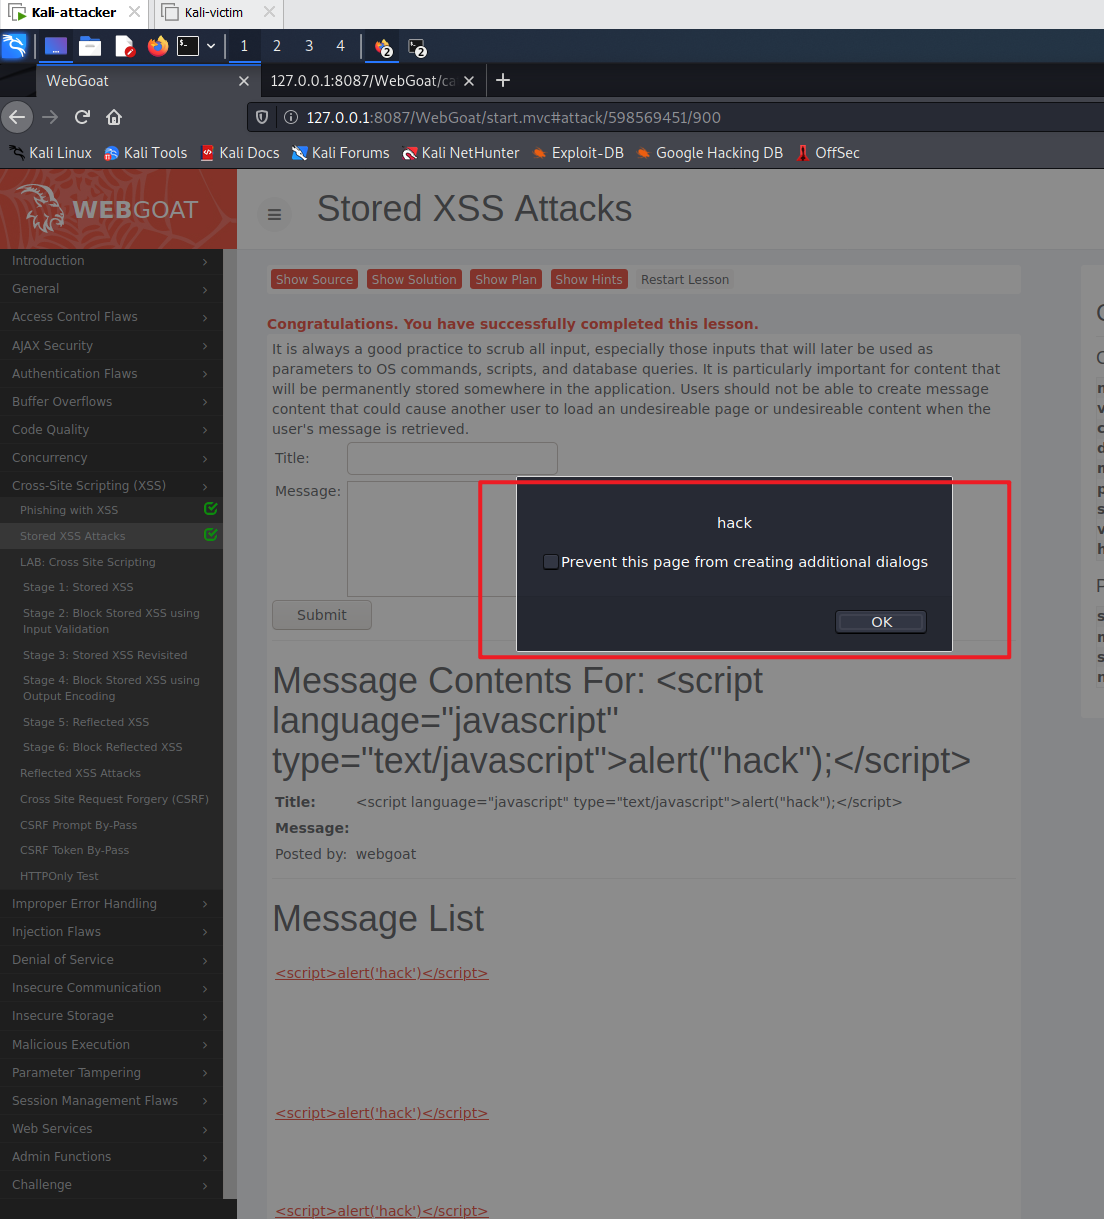 Kali-attacker
Kali-victim
1 2 3 4
2
2
WebGoat
127.0.0.1:8087/WebGoat/ca
127.0.0.1:8087/WebGoat/start.mvc#attack/598569451/900
Kali Linux
Kali Tools
Kali Docs
Kali Forums
Kali NetHunter
Exploit-DB
Google Hacking DB
OffSec
WEBGOAT
Stored XSS Attacks
Introduction
General
Access Control Flaws
AJAX Security
Authentication Flaws
Buffer Overflows
Code Quality
Concurrency
Cross-Site Scripting (XSS)
Phishing with XSS
Stored XSS Attacks
LAB: Cross Site Scripting
Stage 1: Stored XSS
Stage 2: Block Stored XSS using
Input Validation
Stage 3: Stored XSS Revisited
Stage 4: Block Stored XSS using
Output Encoding
Stage 5: Reflected XSS
Stage 6: Block Reflected XSS
Reflected XSS Attacks
Cross Site Request Forgery (CSRF)
CSRF Prompt By-Pass
CSRF Token By-Pass
HTTPOnly Test
Improper Error Handling
Injection Flaws
Denial of Service
Insecure Communication
Insecure Storage
Malicious Execution
Parameter Tampering
Session Management Flaws
Web Services
Admin Functions
Challenge
Show Source
Show Solution
Show Plan
Show Hints
Restart Lesson
Congratulations. You have successfully completed this lesson.
It is always a good practice to scrub all input, especially those inputs that will later be used as
parameters to OS commands, scripts, and database queries. It is particularly important for content that
will be permanently stored somewhere in the application. Users should not be able to create message
content that could cause another user to load an undesireable page or undesireable content when the
user's message is retrieved.
Title:
Message:
hack
Prevent this page from creating additional dialogs
OK
Submit
Message Contents For: <script
language="javascript"
type="text/javascript">alert("hack");</script>
Title: <script language="javascript" type="text/javascript">alert("hack");</script>
Message:
Posted by: webgoat
Message List
<script>alert('hack')</script>
<script>alert('hack')</script>
<script>alert('hack')</script>